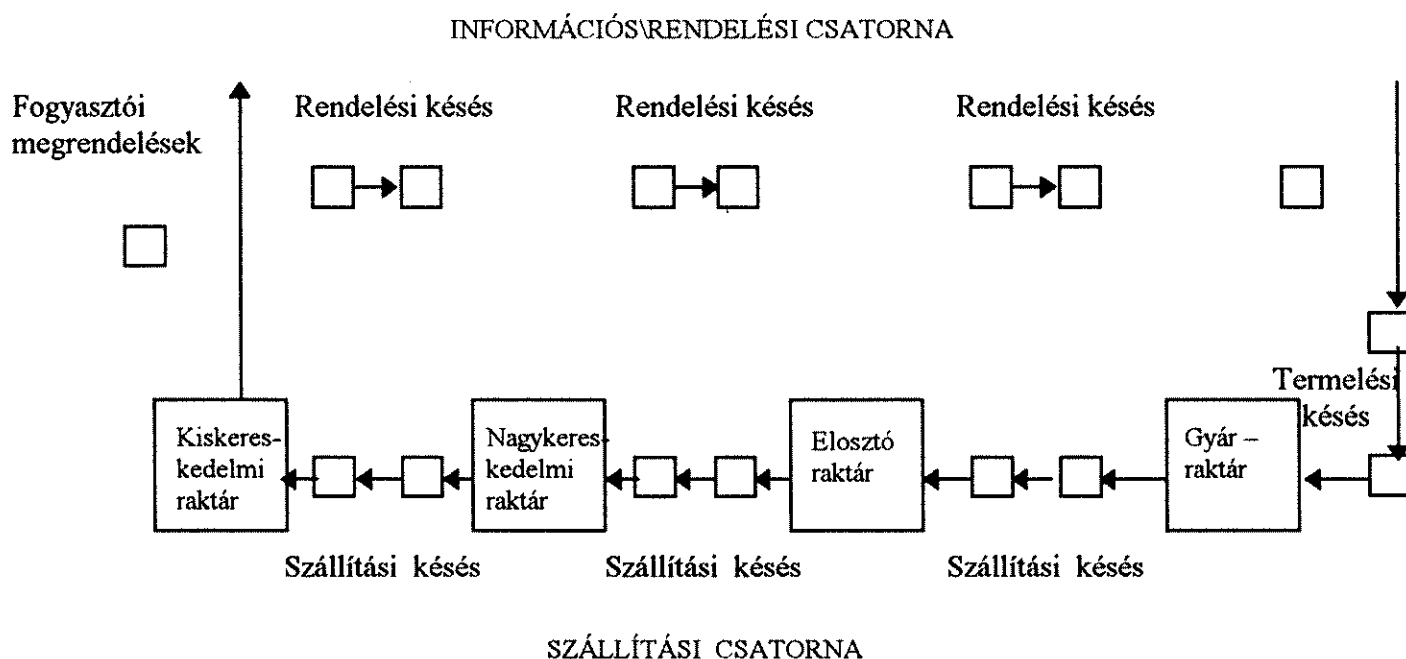 INFORMÁCIÓS\RENDELÉSI CSATORNA
Fogyasztói
megrendelések
Rendelési késés
Rendelési késés
Rendelési késés
Termelési
késés
Kiskeres-
kedelmi
raktár
Nagykeres-
kedelmi
raktár
Elosztó
raktár
Gyár –
raktár
Szállítási késés
Szállítási késés
Szállítási késés
SZÁLLÍTÁSI CSATORNA